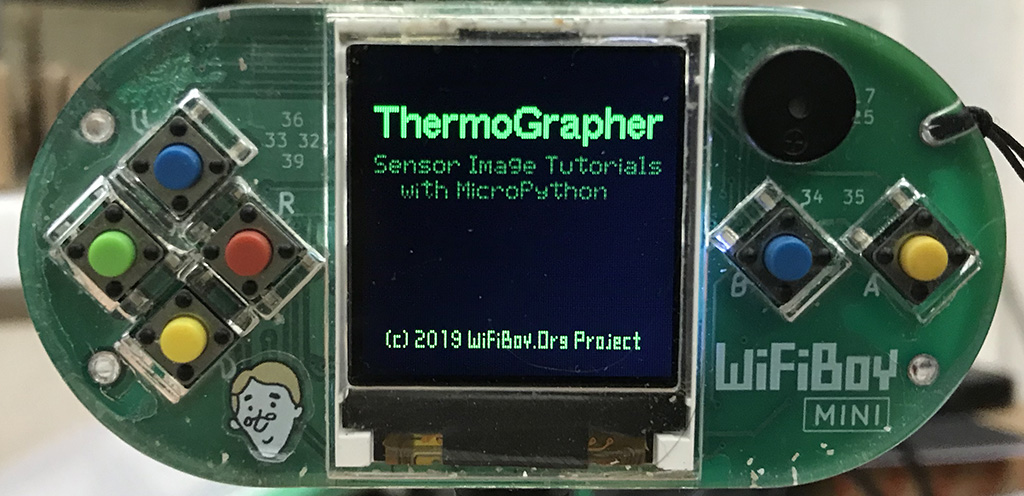 ThermoGrapher
Sensor Image Tutorials
with MicroPython
(c) 2019 WiFiBoy.Org Project
U
36
33 32
39
R
7
25
34 35
B
A
WiFiBoy
MINI